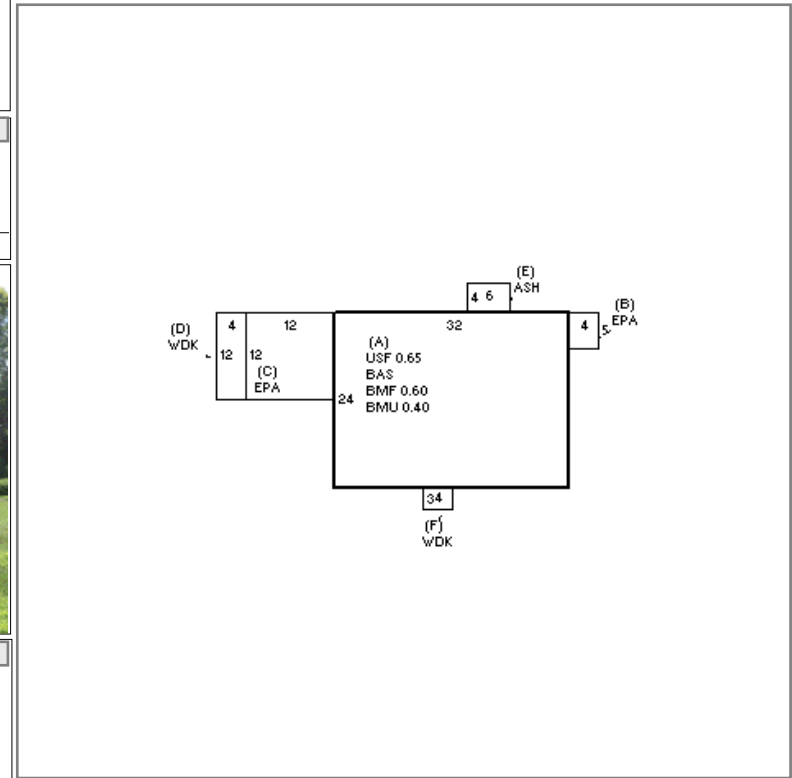 (E)
ASH
4 6
(B)
EPA
(D)
WDK
4
12
32
4
5
12
12
(C)
EPA
(A)
USF 0.65
BAS
BMF 0.60
BMU 0.40
24
34
(F)
WDK